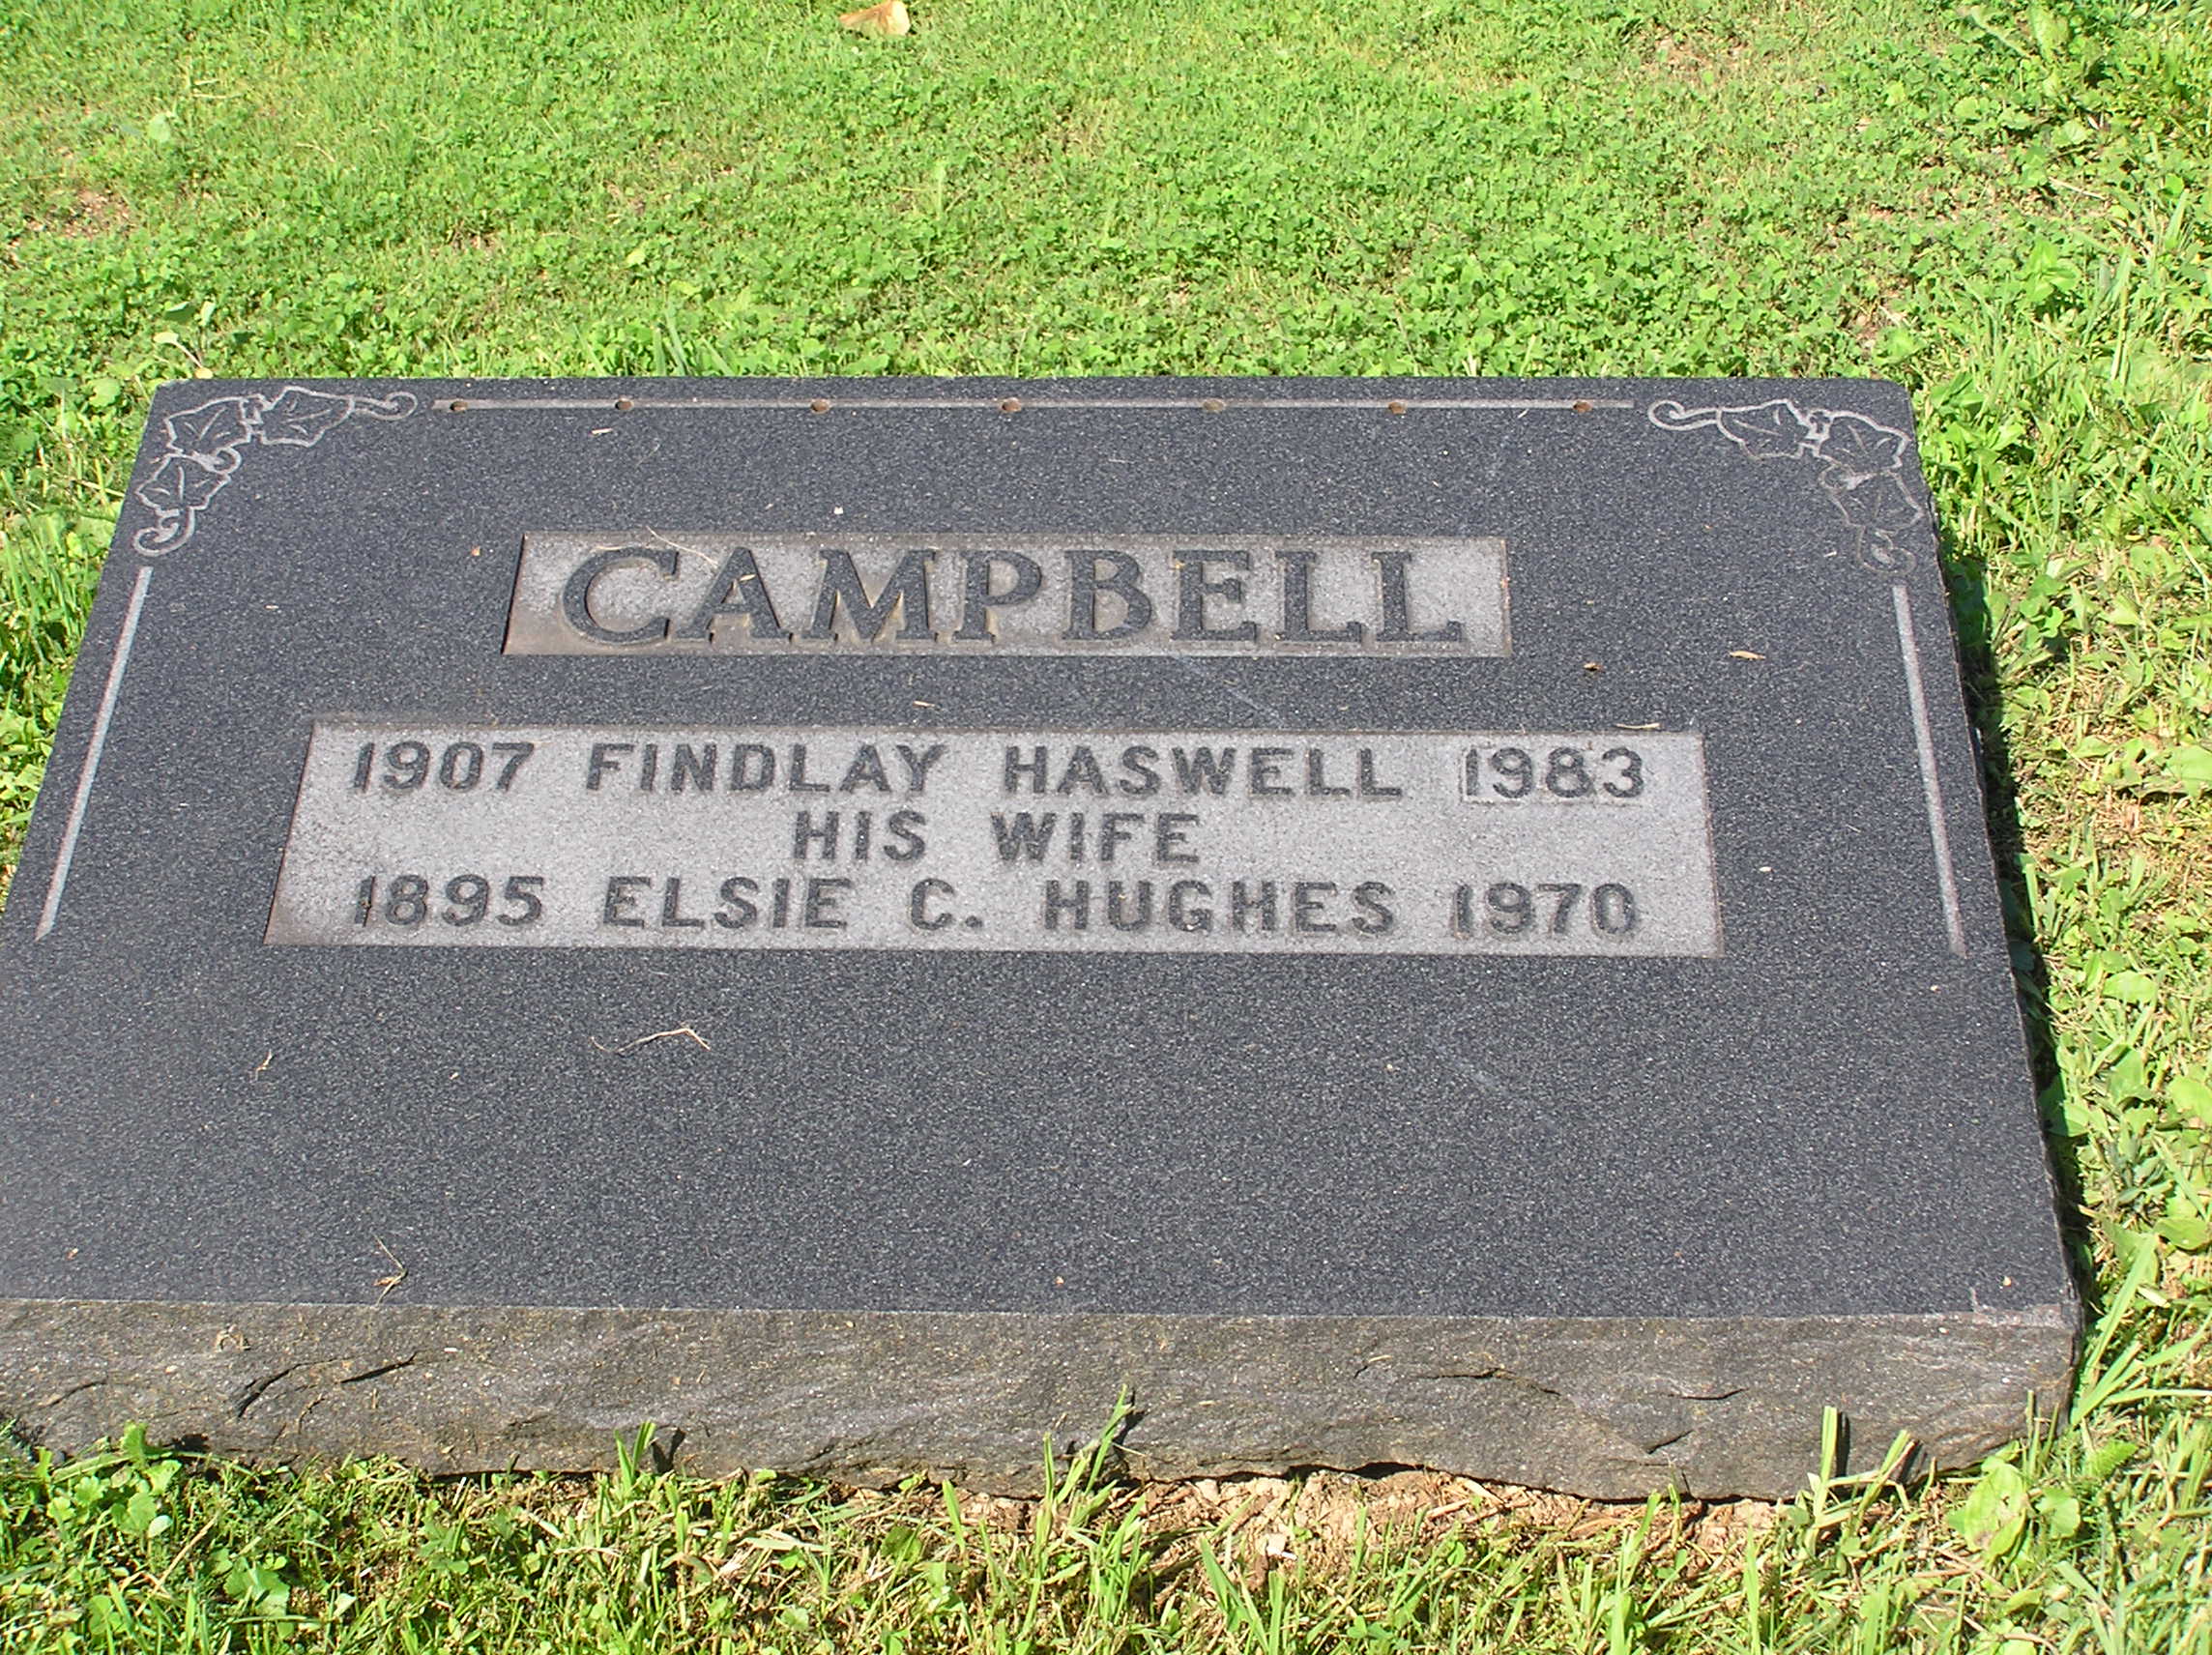 CAMPBELL
1907 FINDLAY HASWELL 1983
HIS WIFE
1895 ELSIE C. HUGHES 1970